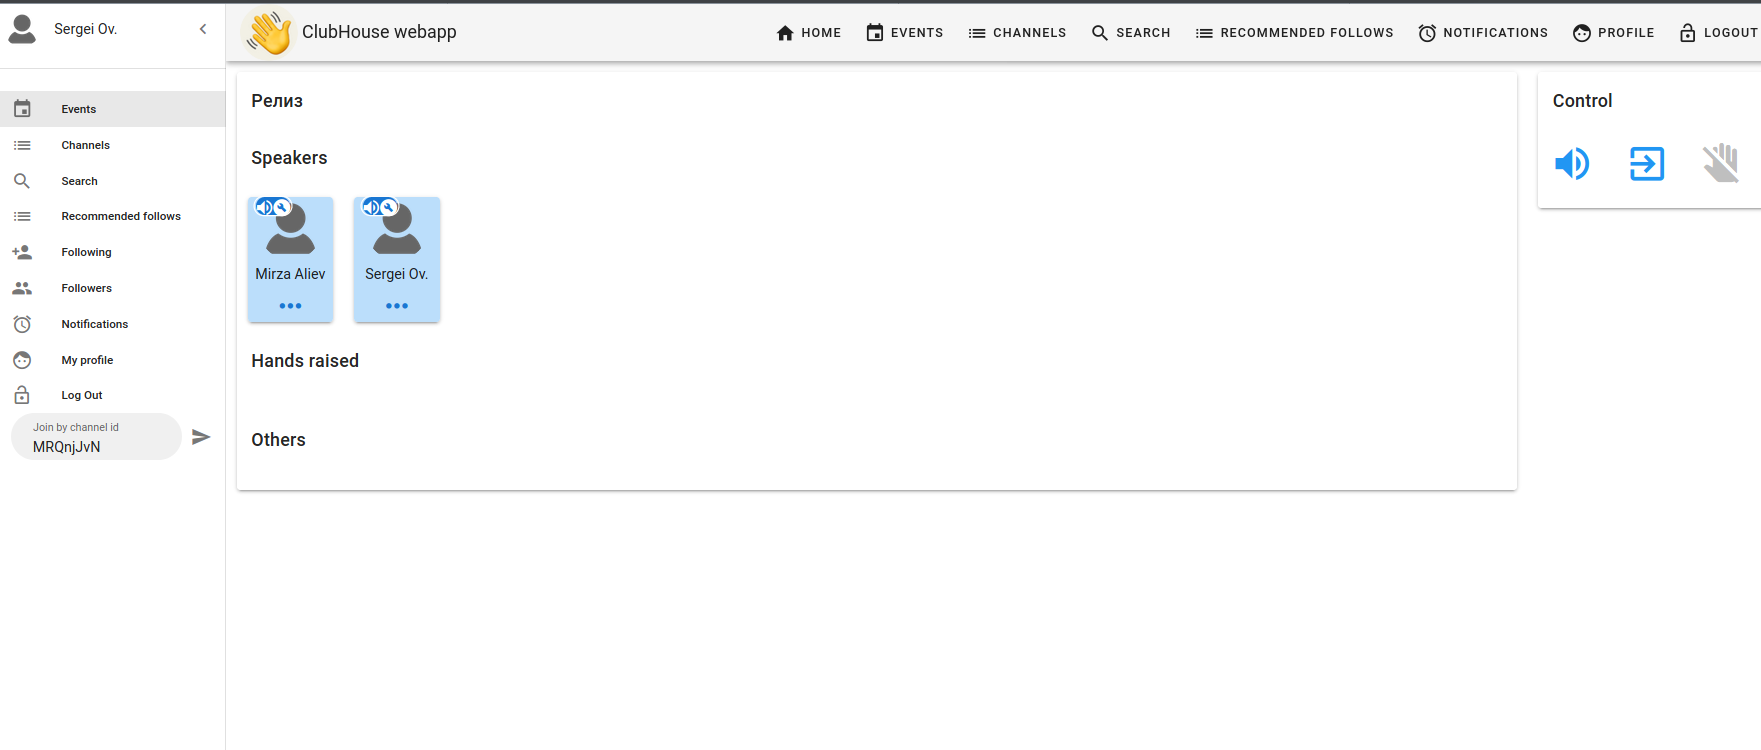 Sergei Ov.
Events
Channels
Search
Recommended follows
Following
Followers
Notifications
My profile
Log Out
Join by channel id
MRQnjJvN
ClubHouse webapp
HOME EVENTS CHANNELS SEARCH RECOMMENDED FOLLOWS NOTIFICATIONS PROFILE LOGOUT
Релиз
Speakers
Mirza Aliev
Sergei Ov.
Hands raised
Others
Control